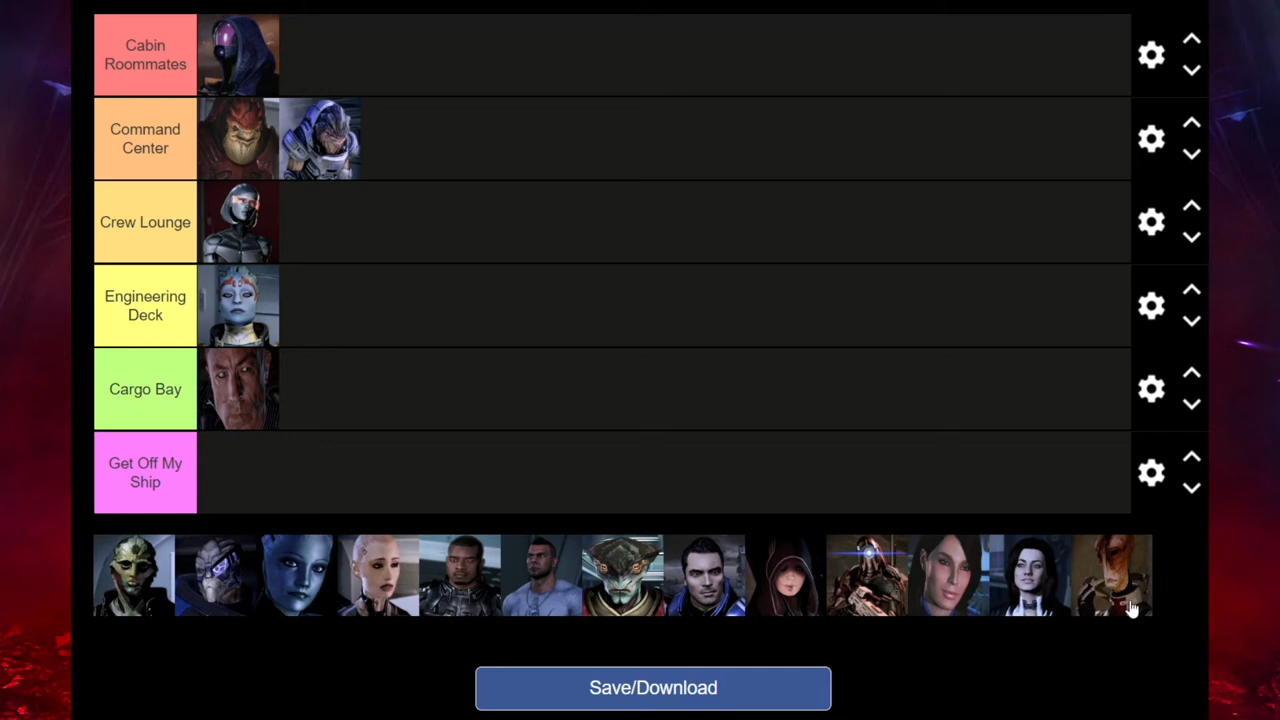 Cabin
Roommates
Command
Center
Crew Lounge
Engineering
Deck
Cargo Bay
Get Off My
Ship
Save/Download